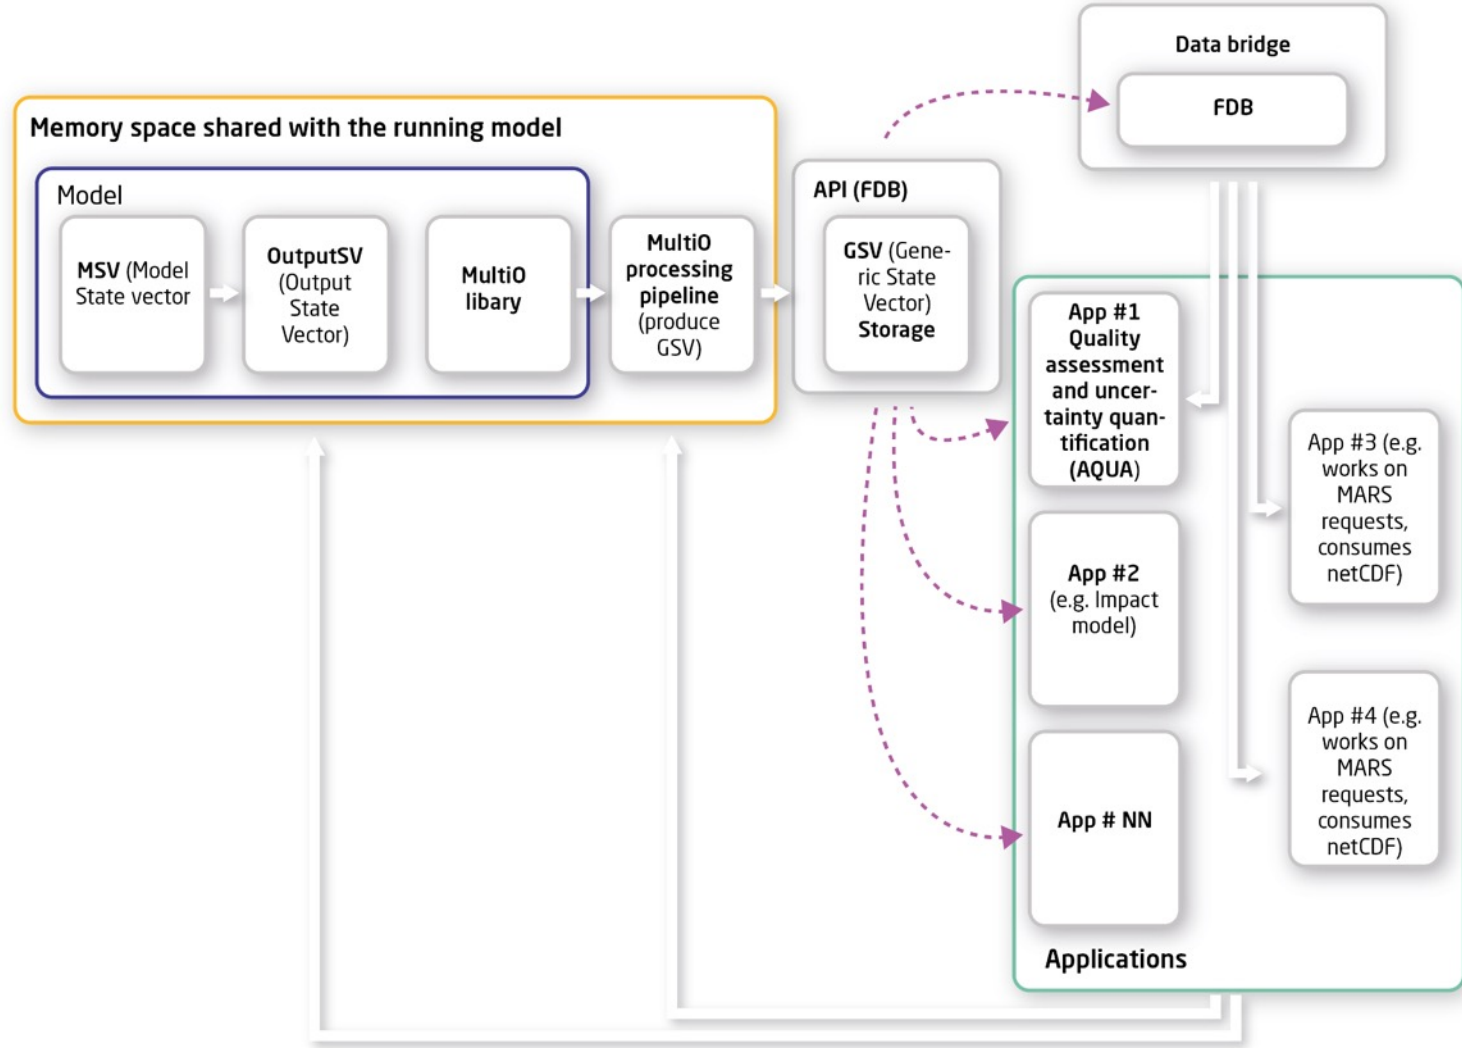 Data bridge
FDB
Memory space shared with the running model
Model
MSV (Model
State vector
OutputSV
(Output
State
Vector)
MultiO
libary
MultiO
processing
pipeline
(produce
GSV)
API (FDB)
GSV (Gene-
ric State
Vector)
Storage
App #1
Quality
assessment
and uncer-
tainty quan-
tification
(AQUA)
App #2
(e.g. Impact
model)
App # NN
App #3 (e.g.
works on
MARS
requests,
consumes
netCDF)
App #4 (e.g.
works on
MARS
requests,
consumes
netCDF)
Applications